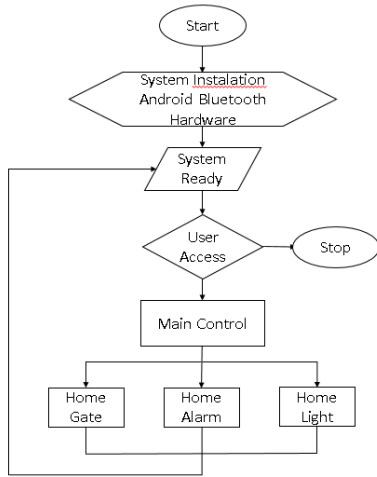 Start
System Instalation
Android Bluetooth
Hardware
System
Ready
User
Access
Stop
Main Control
Home
Gate
Home
Alarm
Home
Light